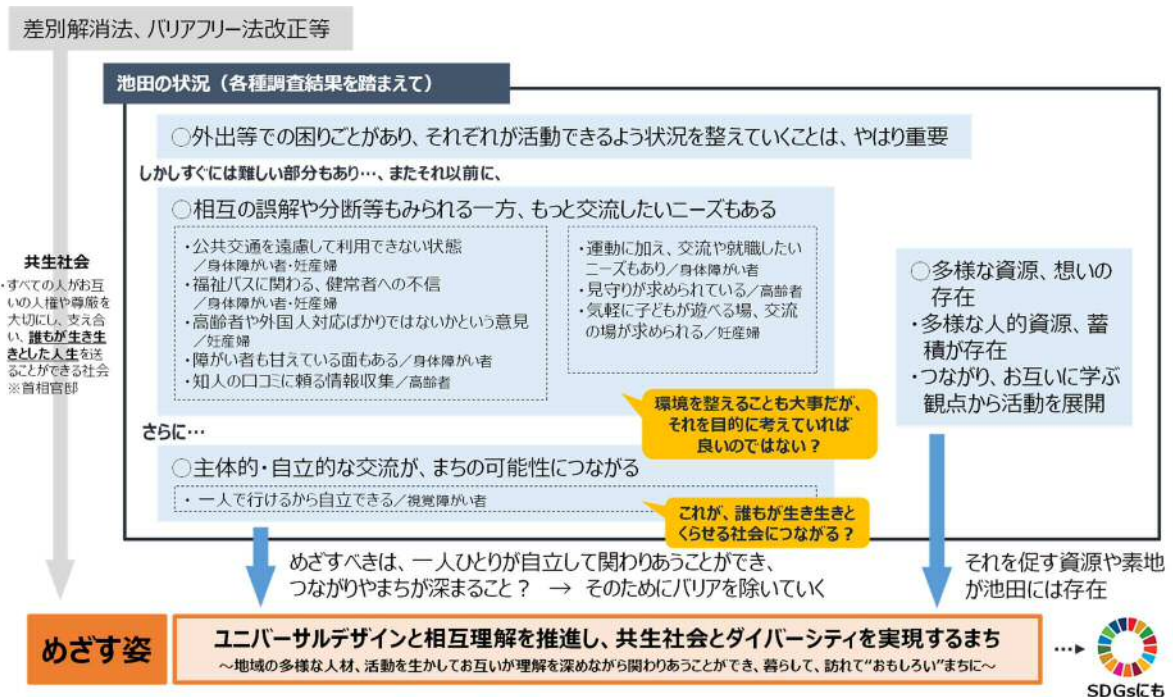 差別解消法、バリアフリー法改正等
池田の状況（各種調査結果を踏まえて）
○外出等での困りごとがあり、それぞれが活動できるよう状況を整えていくことは、やはり重要
しかしすぐには難しい部分もあり…、またそれ以前に、
○相互の誤解や分断等もみられる一方、もっと交流したいニーズもある
・公共交通を遠慮して利用できない状態
／身体障がい者・妊産婦
・福祉バスに関わる、健常者への不信
／身体障がい者・妊産婦
・高齢者や外国人対応ばかりではないかという意見
／妊産婦
・障がい者も甘えている面もある／身体障がい者
・知人の口コミに頼る情報収集／高齢者
・運動に加え、交流や就職したい
ニーズもあり／身体障がい者
・見守りが求められている／高齢者
・気軽に子どもが遊べる場、交流
の場が求められる／妊産婦
環境を整えることも大事だが、
それを目的に考えていれば
良いのではない？
さらに…
○主体的・自立的な交流が、まちの可能性につながる
・一人で行けるから自立できる／視覚障がい者
これが、誰もが生き生きと
くらせる社会につながる？
共生社会
・すべての人がお互
いの人権や尊厳を
大切にし、支え合
い、誰もが生き生
きとした人生を送
ることができる社会
※首相官邸
○多様な資源、想いの
存在
・多様な人的資源、蓄
積が存在
・つながり、お互いに学ぶ
観点から活動を展開
めざすべきは、一人ひとりが自立して関わりあうことができ、
つながりやまちが深まること？ → そのためにバリアを除いていく
それを促す資源や素地
が池田には存在
めざす姿
ユニバーサルデザインと相互理解を推進し、共生社会とダイバーシティを実現するまち
～地域の多様な人材、活動を生かしてお互いが理解を深めながら関わりあうことができ、暮らして、訪れて“おもしろい”まちに～
SDGsにも